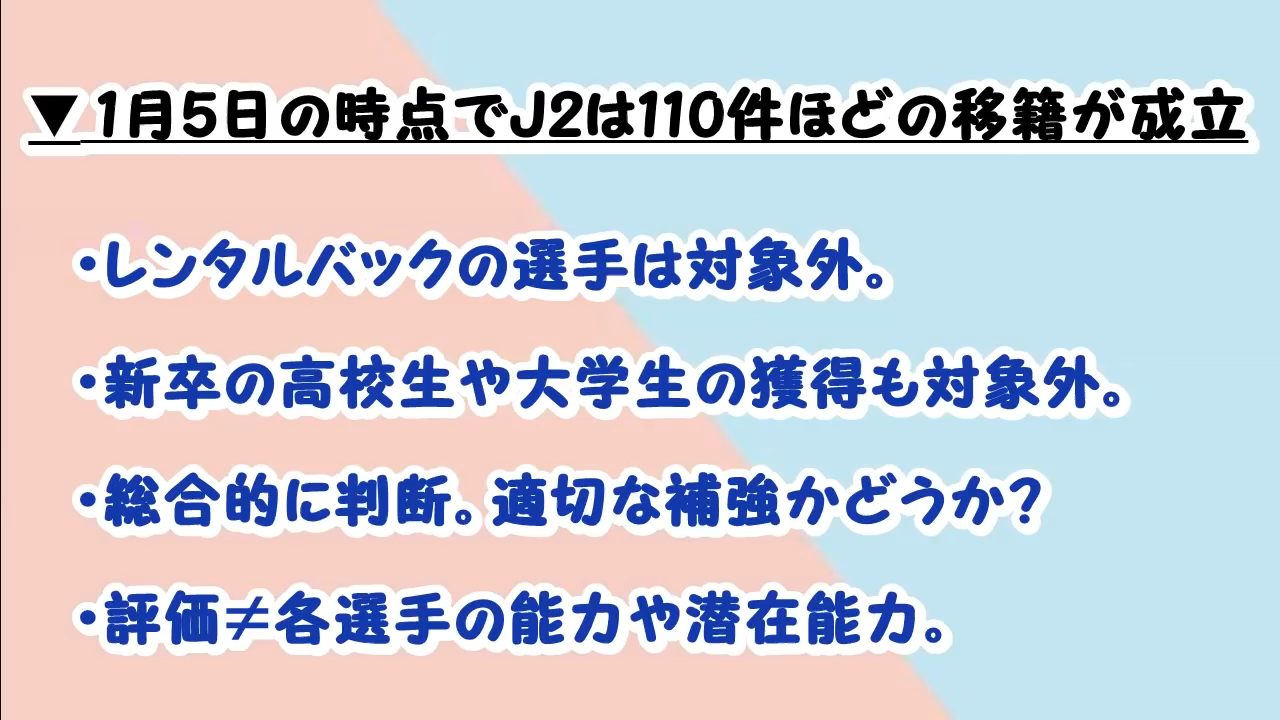 ▼1月5日の時点でJ2は110件ほどの移籍が成立
・レンタルバックの選手は対象外。
・新卒の高校生や大学生の獲得も対象外。
・総合的に判断。適切な補強かどうか？
・評価≠各選手の能力や潜在能力。